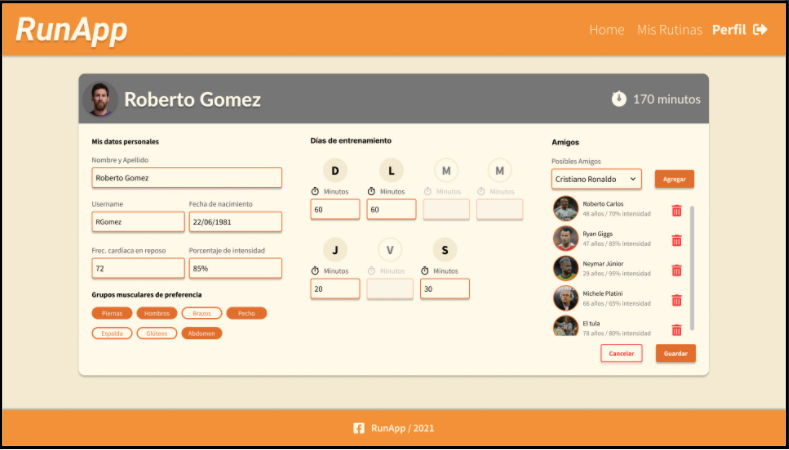 RunApp
Home Mis Rutinas Perfil
Roberto Gomez
170 minutos
Mis datos personales
Nombre y Apellido
Roberto Gomez
Username Fecha de nacimiento
RGomez 22/06/1981
Frec. cardíaca en reposo Porcentaje de intensidad
72 85%
Grupos musculares de preferencia
Piernas Hombros Brazos Pecho
Espalda Glúteos Abdomen
Días de entrenamiento
D L M M
Minutos Minutos Minutos Minutos
60 60
J V S
Minutos Minutos Minutos
20 30
Amigos
Posibles Amigos
Cristiano Ronaldo Agregar
Roberto Carlos
48 años / 70% intensidad
Ryan Giggs
47 años / 80% intensidad
Neymar Júnior
29 años / 95% intensidad
Michele Platini
66 años / 65% intensidad
El tula
78 años / 80% intensidad
Cancelar Guardar
RunApp / 2021